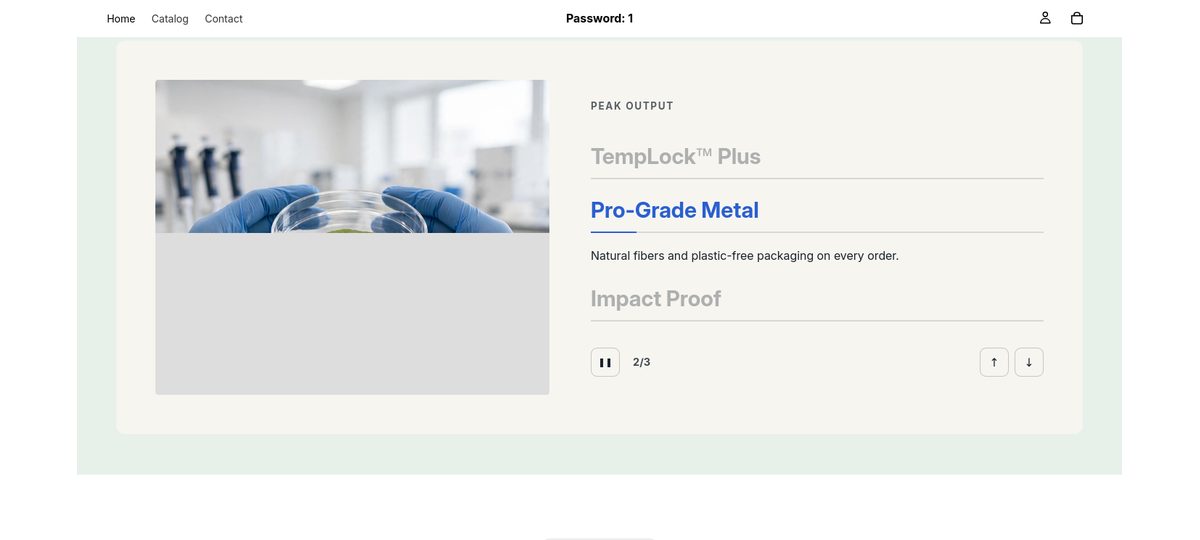 Home Catalog Contact Password: 1
PEAK OUTPUT
TempLock™ Plus
Pro-Grade Metal
Natural fibers and plastic-free packaging on every order.
Impact Proof
2/3